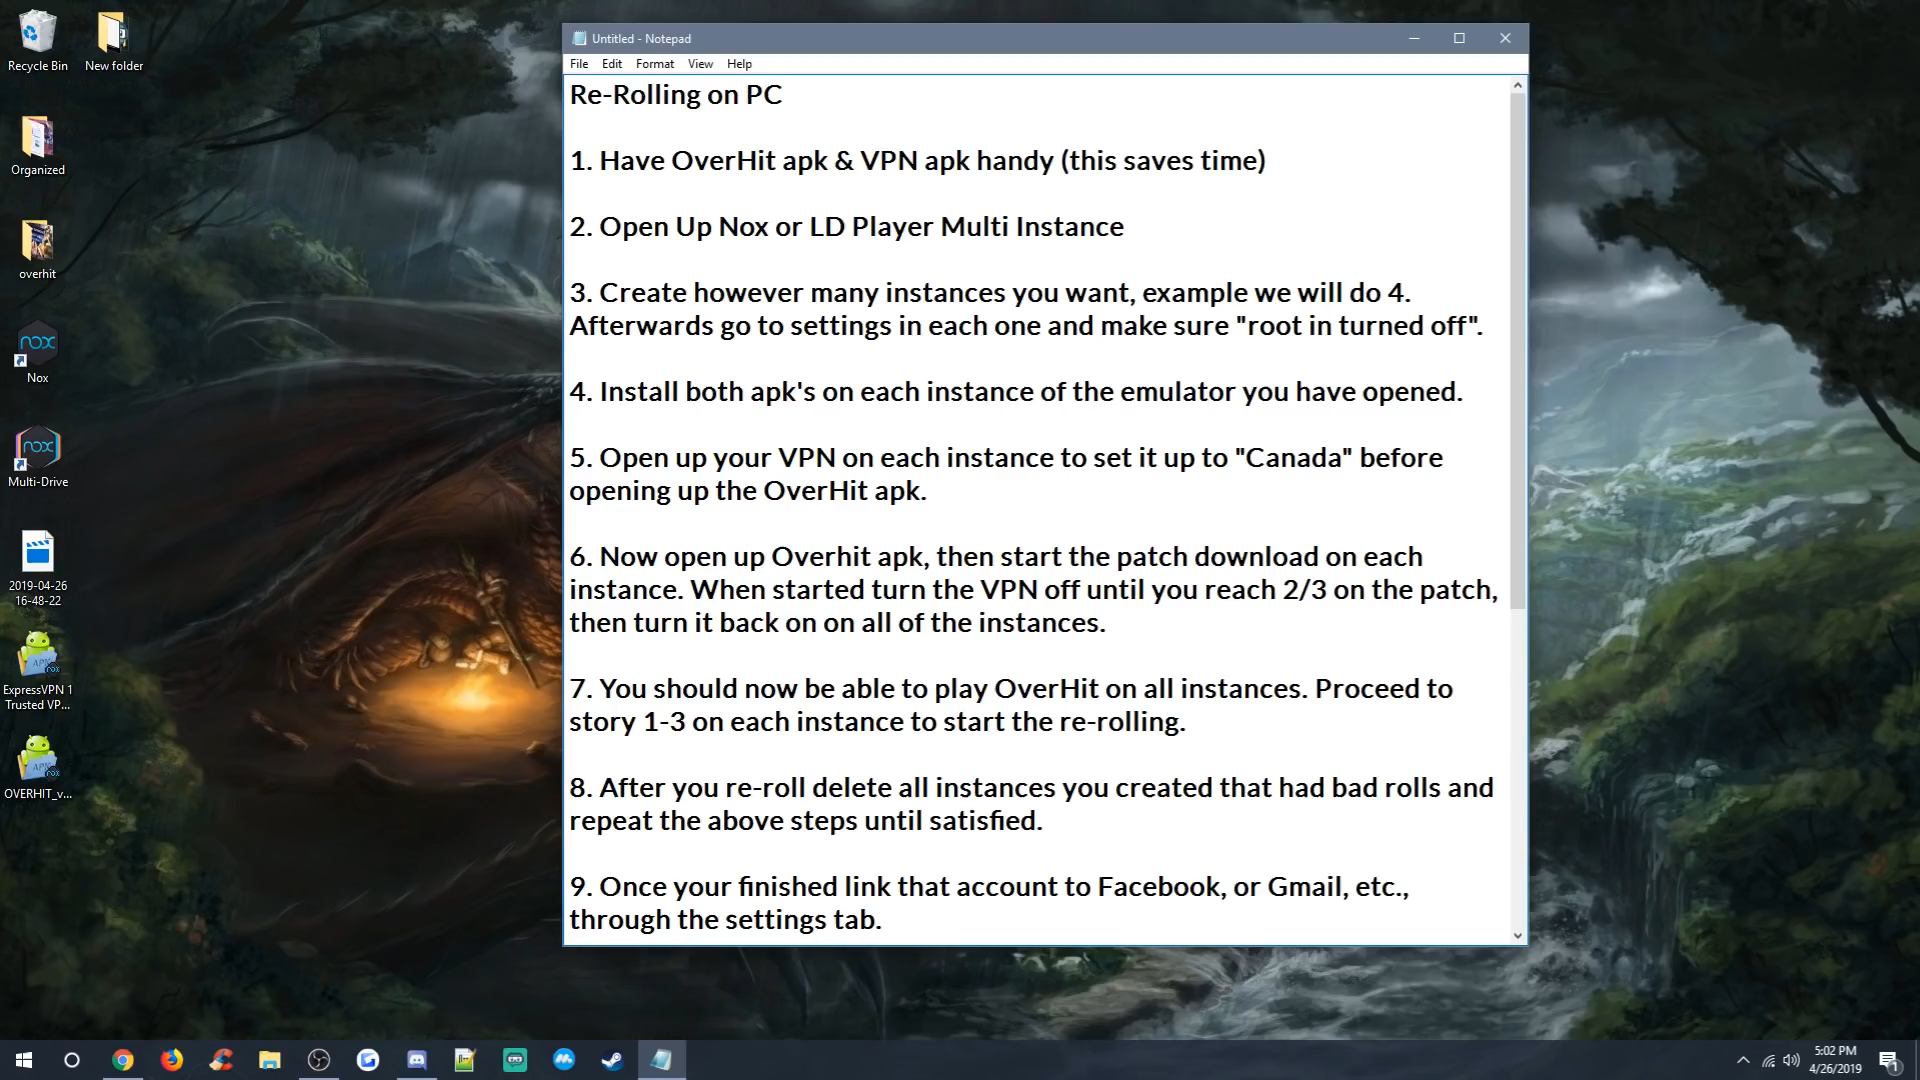 Recycle Bin
New folder
Organized
overhit
nox
Nox
nox
Multi-Drive
2019-04-26
16-48-22
APK
nox
ExpressVPN 1
Trusted VP...
APK
nox
OVERHIT_v...
Untitled - Notepad
File Edit Format View Help
Re-Rolling on PC
1. Have OverHit apk & VPN apk handy (this saves time)
2. Open Up Nox or LD Player Multi Instance
3. Create however many instances you want, example we will do 4.
Afterwards go to settings in each one and make sure "root in turned off".
4. Install both apk's on each instance of the emulator you have opened.
5. Open up your VPN on each instance to set it up to "Canada" before
opening up the OverHit apk.
6. Now open up Overhit apk, then start the patch download on each
instance. When started turn the VPN off until you reach 2/3 on the patch,
then turn it back on on all of the instances.
7. You should now be able to play OverHit on all instances. Proceed to
story 1-3 on each instance to start the re-rolling.
8. After you re-roll delete all instances you created that had bad rolls and
repeat the above steps until satisfied.
9. Once your finished link that account to Facebook, or Gmail, etc.,
through the settings tab.
5:02 PM
4/26/2019
1